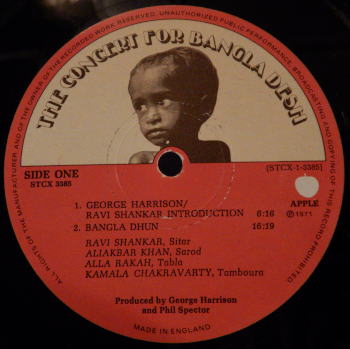 ALL RIGHTS OF THE MANUFACTURER AND OF THE OWNER OF THE RECORDED WORK RESERVED. UNAUTHORISED PUBLIC PERFORMANCE, BROADCASTING AND COPYING OF THIS RECORD PROHIBITED.
THE CONCERT FOR BANGLA DESH
SIDE ONE
STCX 3385
(STCX-1-3385)
1. GEORGE HARRISON/
RAVI SHANKAR INTRODUCTION 6:16
2. BANGLA DHUN 16:19
APPLE
℗1971
RAVI SHANKAR, Sitar
ALIAKBAR KHAN, Sarod
ALLA RAKAH, Tabla
KAMALA CHAKRAVARTY, Tamboura
Produced by George Harrison
and Phil Spector
MADE IN ENGLAND